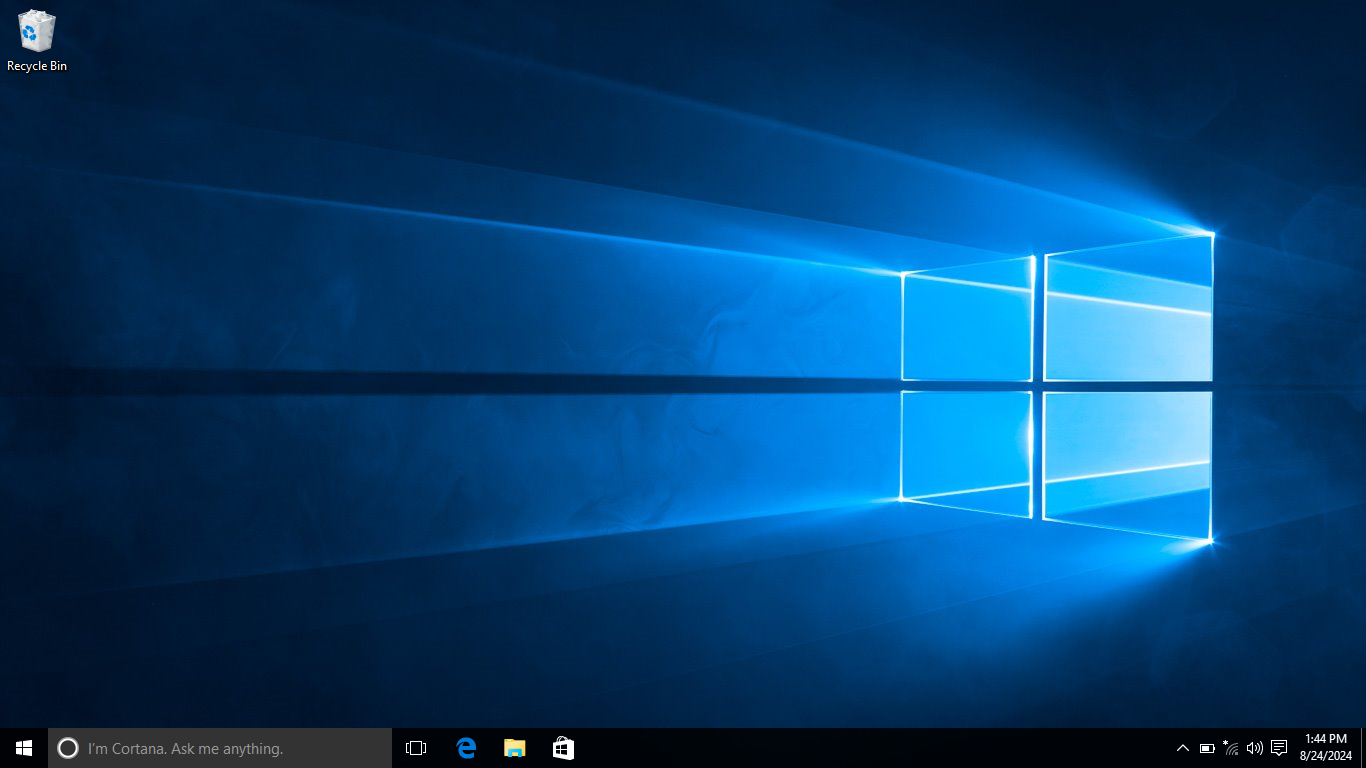 Recycle Bin
I'm Cortana. Ask me anything.
1:44 PM
8/24/2024